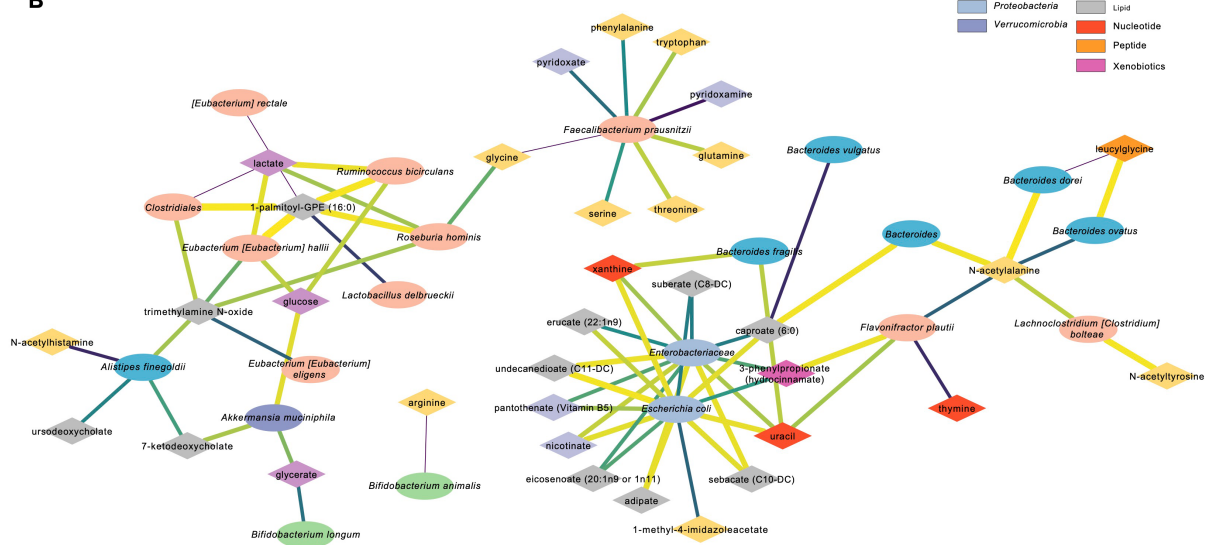 B
Proteobacteria
Lipid
Verrucomicrobia
Nucleotide
Peptide
Xenobiotics
phenylalanine
tryptophan
pyridoxate
pyridoxamine
[Eubacterium] rectale
Faecalibacterium prausnitzii
lactate
glycine
glutamine
Bacteroides vulgatus
leucylglycine
Ruminococcus bicirculans
Bacteroides dorei
Clostridiales
1-palmitoyl-GPE (16:0)
serine
threonine
Roseburia hominis
Bacteroides
Bacteroides ovatus
Eubacterium [Eubacterium] hallii
Bacteroides fragilis
xanthine
N-acetylalanine
suberate (C8-DC)
Lactobacillus delbrueckii
glucose
trimethylamine N-oxide
erucate (22:1n9)
caproate (6:0)
Flavonifractor plautii
Lachnoclostridium [Clostridium]
bolteae
N-acetylhistamine
Enterobacteriaceae
Alistipes finegoldii
Eubacterium [Eubacterium]
eligens
undecanedioate (C11-DC)
3-phenylpropionate
(hydrocinnamate)
N-acetyltyrosine
arginine
pantothenate (Vitamin B5)
Escherichia coli
thymine
Akkermansia muciniphila
ursodeoxycholate
7-ketodeoxycholate
nicotinate
uracil
glycerate
Bifidobacterium animalis
eicosenoate (20:1n9 or 1n11)
sebacate (C10-DC)
adipate
Bifidobacterium longum
1-methyl-4-imidazoleacetate